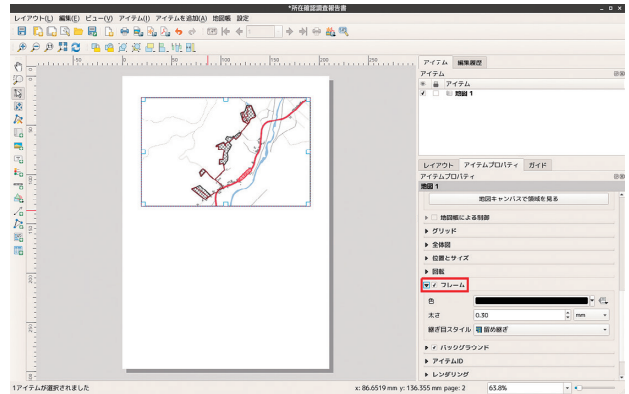 *所在確認調査報告書
レイアウト(L) 編集(E) ビュー(V) アイテム(I) アイテムを追加(A) 地図帳 設定
アイテム 編集履歴
アイテム
アイテム
地図 1
レイアウト アイテムプロパティ ガイド
アイテムプロパティ
地図 1
地図キャンバスで領域を見る
地図帳による制御
グリッド
全体図
位置とサイズ
回転
フレーム
色
太さ 0.30 mm
継ぎ目スタイル 留め継ぎ
バックグラウンド
アイテムID
レンダリング
1アイテムが選択されました x: 86.6519 mm y: 136.355 mm page: 2 63.8%